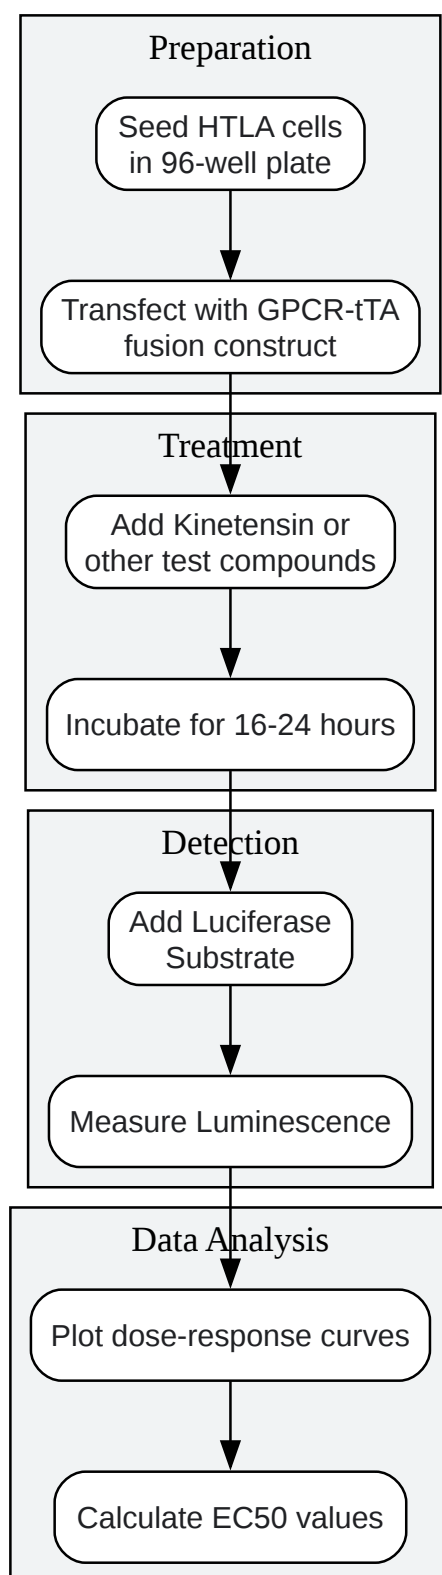 Preparation
Seed HTLA cells
in 96-well plate
Transfect with GPCR-tTA
fusion construct
Treatment
Add Kinetensin or
other test compounds
Incubate for 16-24 hours
Detection
Add Luciferase
Substrate
Measure Luminescence
Data Analysis
Plot dose-response curves
Calculate EC50 values